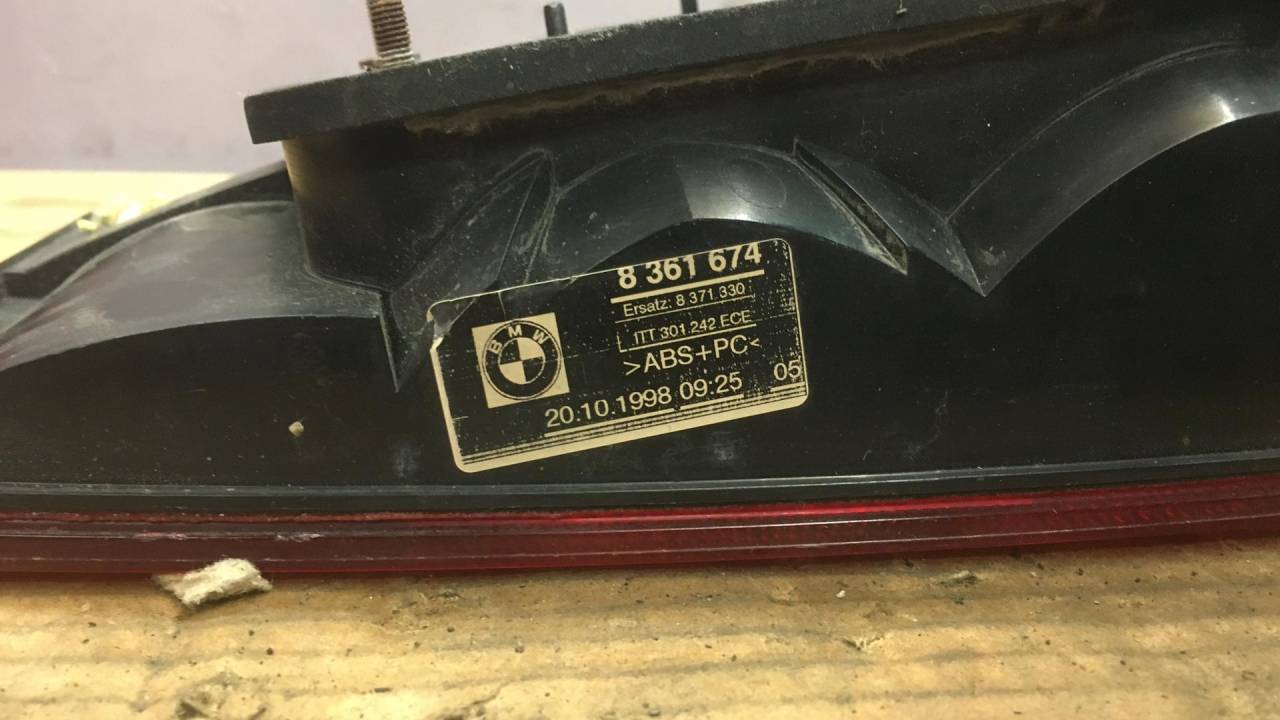 8 361 674
Ersatz: 8 371 330
ITT 301.242 ECE
BMW
>ABS+PC<
20.10.1998 09:25 05